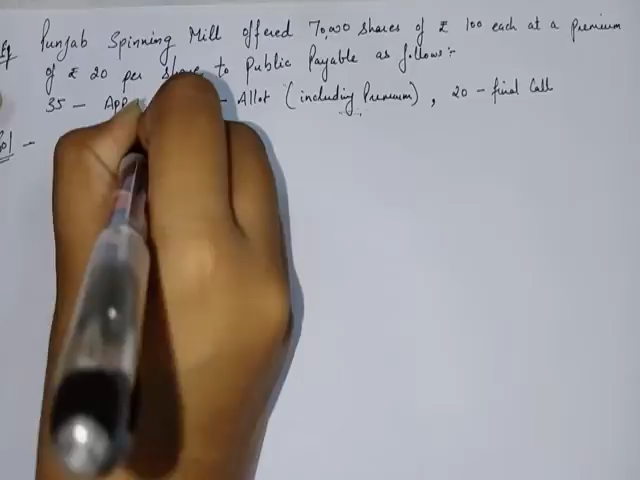 Eg Punjab Spinning Mill offered 70,000 shares of ₹ 100 each at a premium
of ₹ 20 per share to Public Payable as follows:-
35 - App - Allot (including Premium), 20 - final Call
Sol -